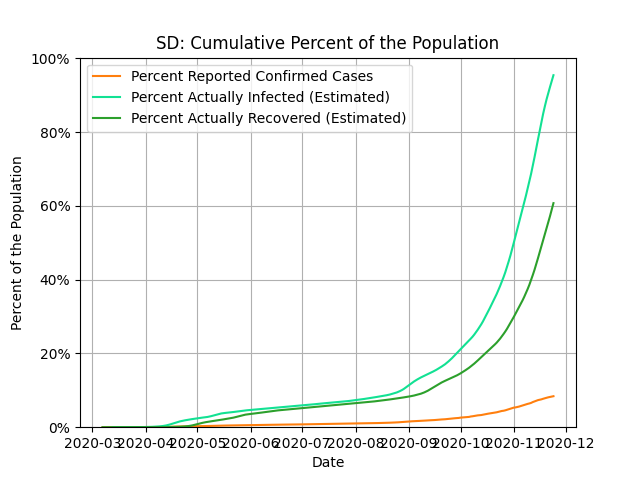 SD: Cumulative Percent of the Population
100%
80%
60%
40%
20%
0%
Percent of the Population
Percent Reported Confirmed Cases
Percent Actually Infected (Estimated)
Percent Actually Recovered (Estimated)
2020-03 2020-04 2020-05 2020-06 2020-07 2020-08 2020-09 2020-10 2020-11 2020-12
Date